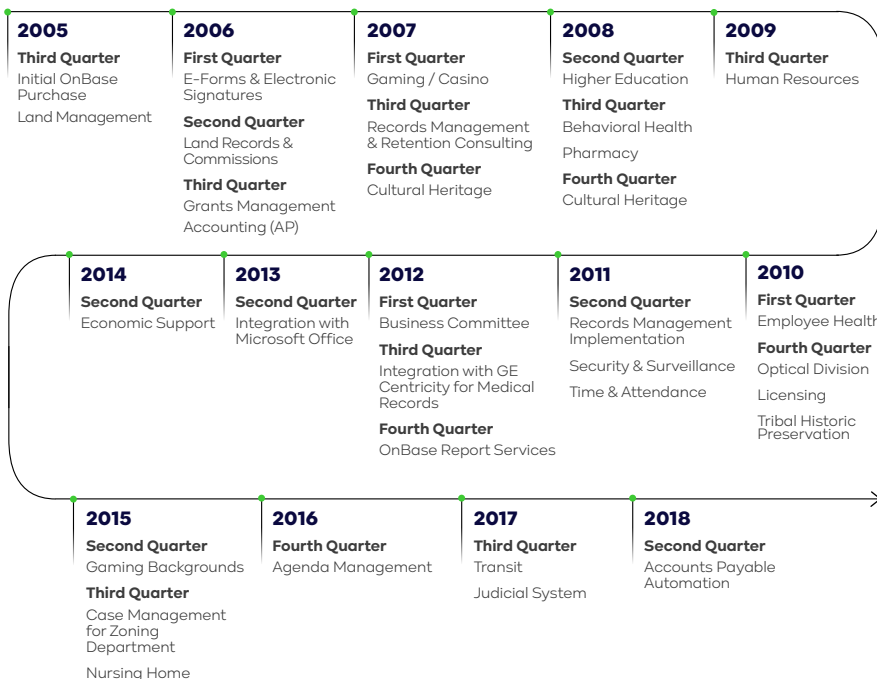 2005
Third Quarter
Initial OnBase
Purchase
Land Management
2006
First Quarter
E-Forms & Electronic
Signatures
Second Quarter
Land Records &
Commissions
Third Quarter
Grants Management
Accounting (AP)
2007
First Quarter
Gaming / Casino
Third Quarter
Records Management
& Retention Consulting
Fourth Quarter
Cultural Heritage
2008
Second Quarter
Higher Education
Third Quarter
Behavioral Health
Pharmacy
Fourth Quarter
Cultural Heritage
2009
Third Quarter
Human Resources
2010
First Quarter
Employee Health
Fourth Quarter
Optical Division
Licensing
Tribal Historic
Preservation
2011
Second Quarter
Records Management
Implementation
Security & Surveillance
Time & Attendance
2012
First Quarter
Business Committee
Third Quarter
Integration with GE
Centricity for Medical
Records
Fourth Quarter
OnBase Report Services
2013
Second Quarter
Integration with
Microsoft Office
2014
Second Quarter
Economic Support
2015
Second Quarter
Gaming Backgrounds
Third Quarter
Case Management
for Zoning
Department
Nursing Home
2016
Fourth Quarter
Agenda Management
2017
Third Quarter
Transit
Judicial System
2018
Second Quarter
Accounts Payable
Automation